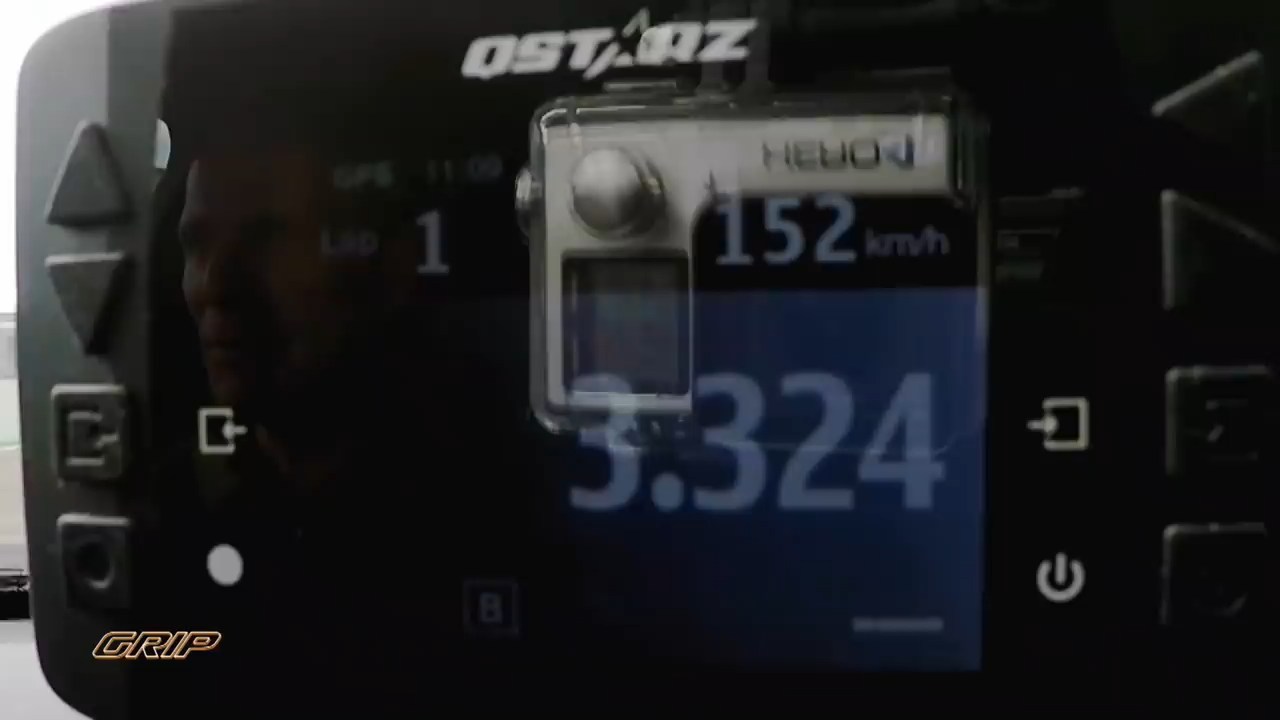 QSTARZ
HERO4
GPS 11:09
Lap 1
152 km/h
3.324
B
GRIP